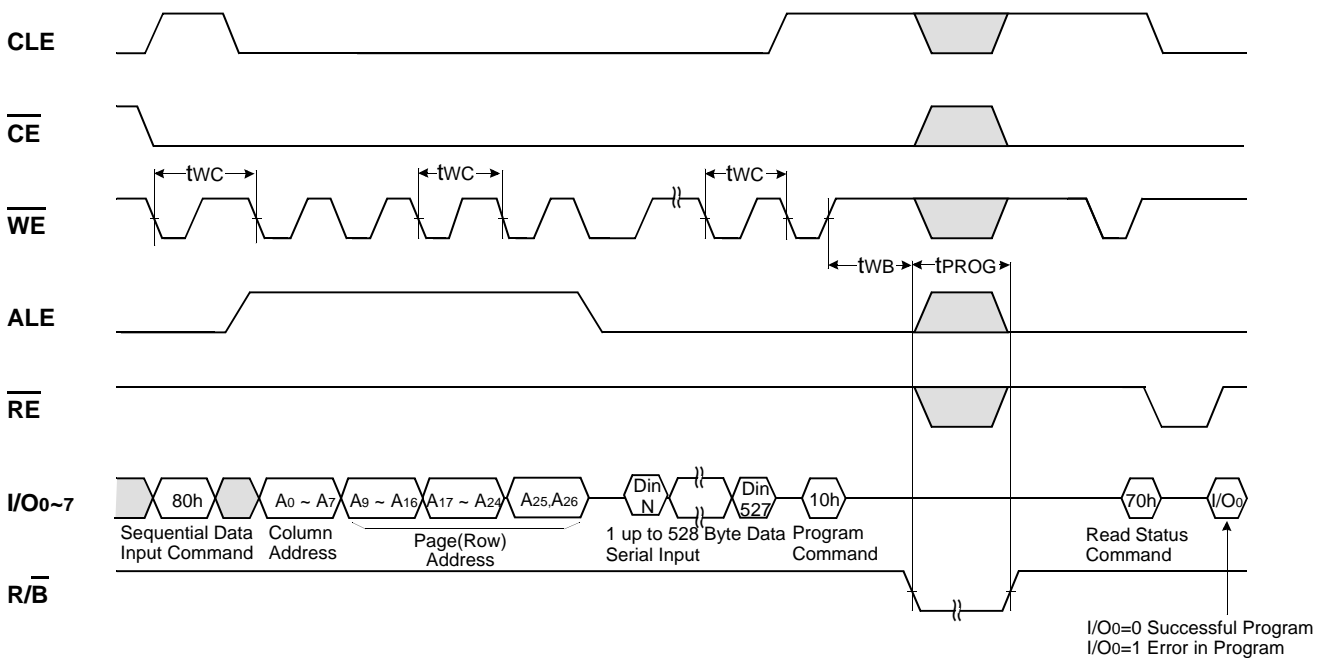 CLE
CE
tWC tWC tWC
WE
tWB tPROG
ALE
RE
I/O0~7 80h A0 ~ A7 A9 ~ A16 A17 ~ A24 A25,A26 Din N Din 527 10h 70h I/O0
Sequential Data Input Command
Column Address
Page(Row) Address
1 up to 528 Byte Data Serial Input
Program Command
Read Status Command
R/B
I/O0=0 Successful Program
I/O0=1 Error in Program